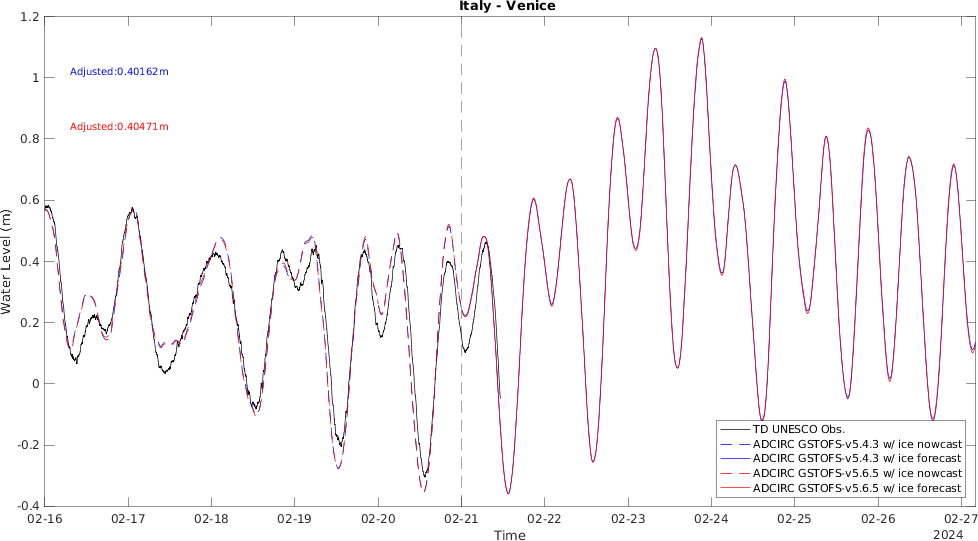 Italy - Venice
1.2
1
0.8
0.6
0.4
0.2
0
-0.2
-0.4
Water Level (m)
Adjusted:0.40162m
Adjusted:0.40471m
TD UNESCO Obs.
ADCIRC GSTOFS-v5.4.3 w/ ice nowcast
ADCIRC GSTOFS-v5.4.3 w/ ice forecast
ADCIRC GSTOFS-v5.6.5 w/ ice nowcast
ADCIRC GSTOFS-v5.6.5 w/ ice forecast
02-16 02-17 02-18 02-19 02-20 02-21 02-22 02-23 02-24 02-25 02-26 02-27
Time
2024